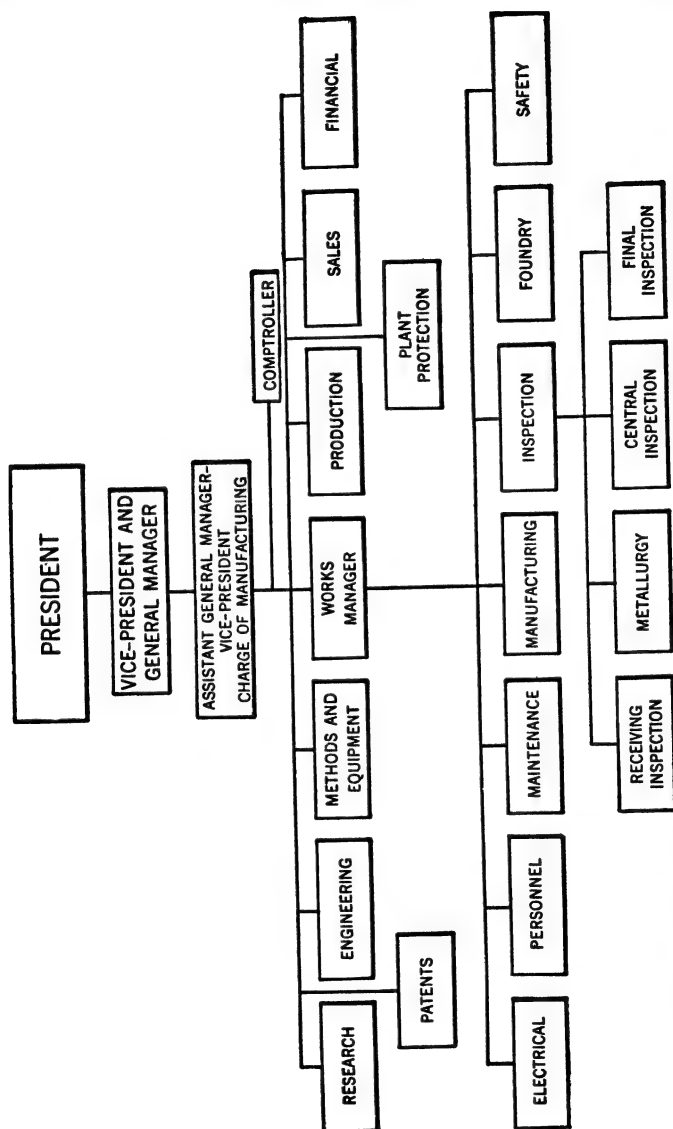 PRESIDENT
VICE-PRESIDENT AND
GENERAL MANAGER
ASSISTANT GENERAL MANAGER-
VICE-PRESIDENT
CHARGE OF MANUFACTURING
COMPTROLLER
RESEARCH
ENGINEERING
METHODS AND
EQUIPMENT
WORKS
MANAGER
PRODUCTION
SALES
FINANCIAL
PATENTS
PLANT
PROTECTION
ELECTRICAL
PERSONNEL
MAINTENANCE
MANUFACTURING
INSPECTION
FOUNDRY
SAFETY
RECEIVING
INSPECTION
METALLURGY
CENTRAL
INSPECTION
FINAL
INSPECTION